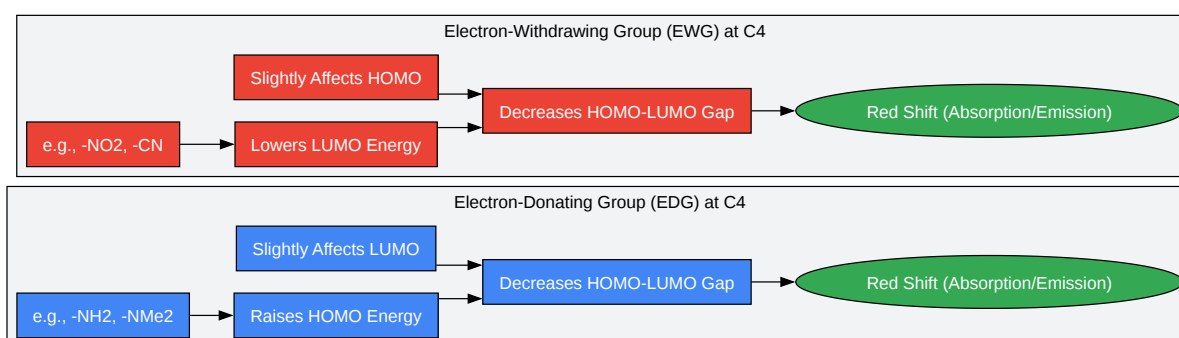 Electron-Withdrawing Group (EWG) at C4
Slightly Affects HOMO
Decreases HOMO-LUMO Gap
Red Shift (Absorption/Emission)
e.g., -NO2, -CN
Lowers LUMO Energy
Electron-Donating Group (EDG) at C4
Slightly Affects LUMO
Decreases HOMO-LUMO Gap
Red Shift (Absorption/Emission)
e.g., -NH2, -NMe2
Raises HOMO Energy